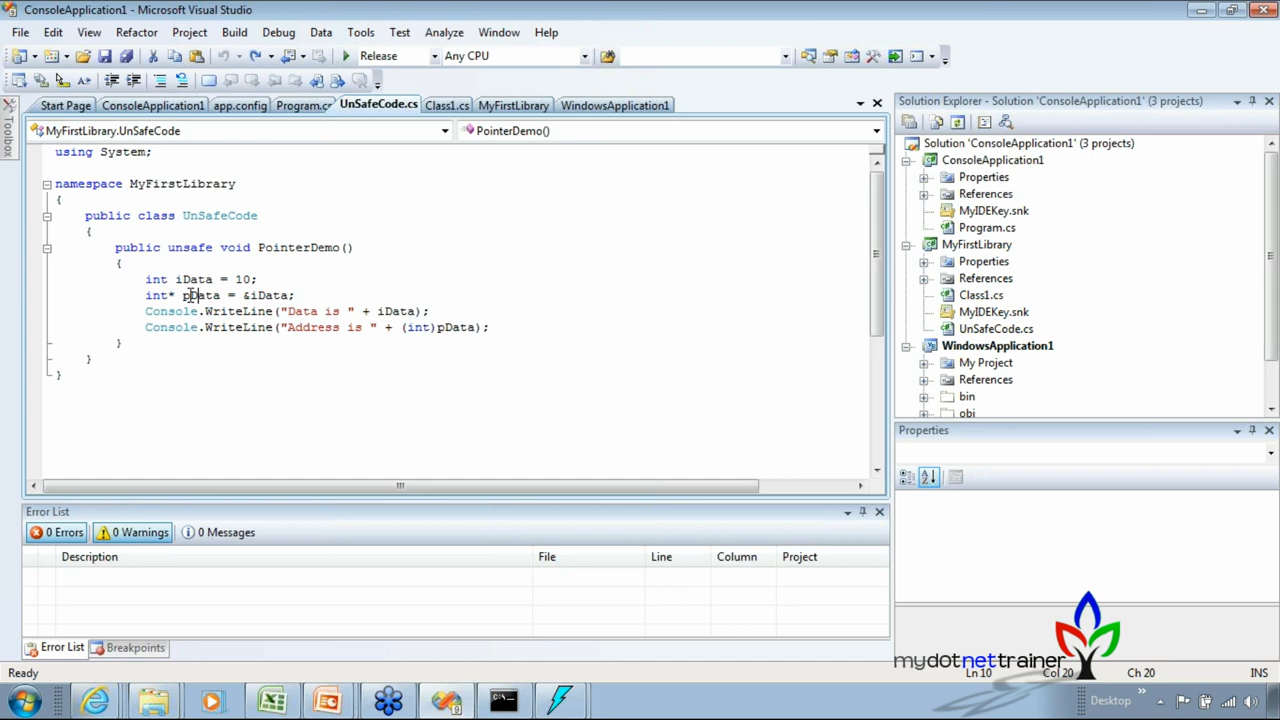 ConsoleApplication1 - Microsoft Visual Studio
File Edit View Refactor Project Build Debug Data Tools Test Analyze Window Help
Release Any CPU
Start Page ConsoleApplication1 app.config Program.cs UnSafeCode.cs Class1.cs MyFirstLibrary WindowsApplication1
MyFirstLibrary.UnSafeCode PointerDemo()
Toolbox
using System;
namespace MyFirstLibrary
{
public class UnSafeCode
{
public unsafe void PointerDemo()
{
int iData = 10;
int* pData = &iData;
Console.WriteLine("Data is " + iData);
Console.WriteLine("Address is " + (int)pData);
}
}
}
Solution Explorer - Solution 'ConsoleApplication1' (3 projects)
Solution 'ConsoleApplication1' (3 projects)
ConsoleApplication1
Properties
References
MyIDEKey.snk
Program.cs
MyFirstLibrary
Properties
References
Class1.cs
MyIDEKey.snk
UnSafeCode.cs
WindowsApplication1
My Project
References
bin
obj
Properties
Error List
0 Errors 0 Warnings 0 Messages
Description File Line Column Project
Error List Breakpoints
mydotnettrainer
Ready Ln 10 Col 20 Ch 20 INS
Desktop